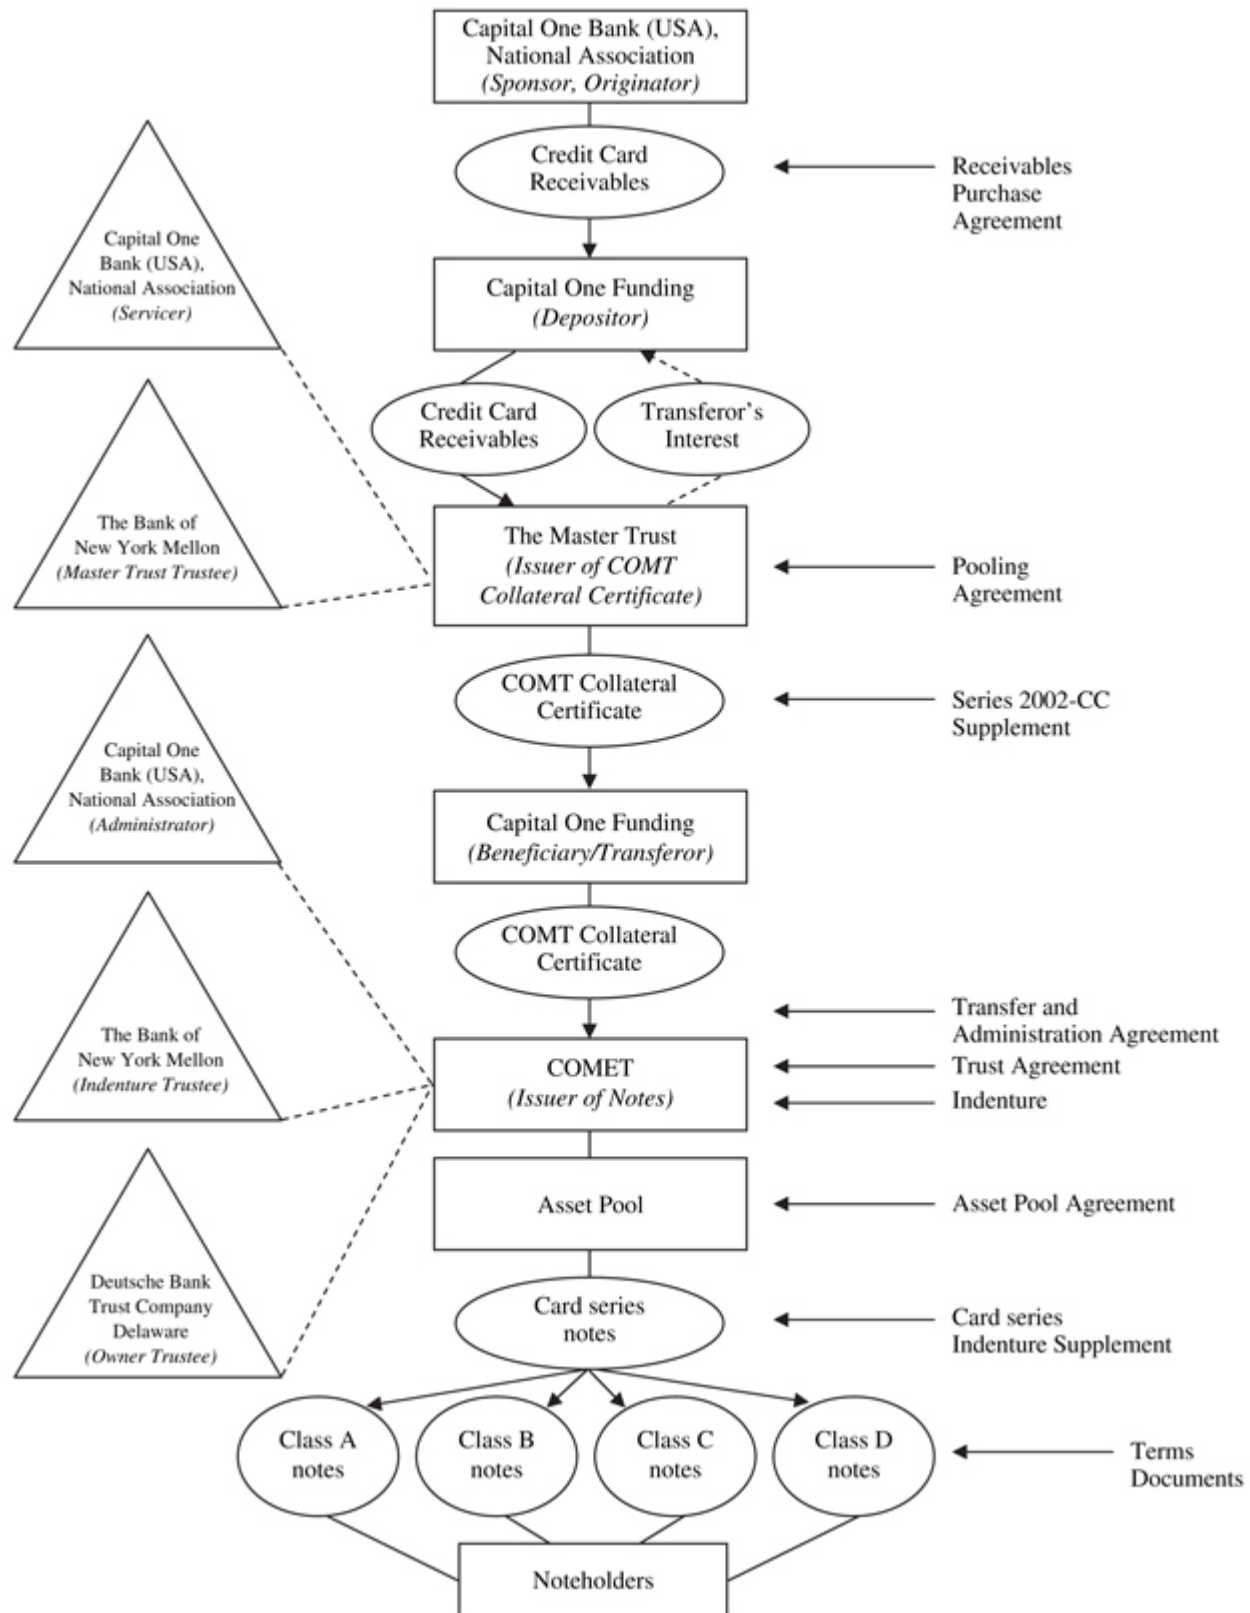 Capital One Bank (USA),
National Association
(Sponsor, Originator)
Credit Card
Receivables
Receivables
Purchase
Agreement
Capital One
Bank (USA),
National Association
(Servicer)
Capital One Funding
(Depositor)
Credit Card
Receivables
Transferor’s
Interest
The Bank of
New York Mellon
(Master Trust Trustee)
The Master Trust
(Issuer of COMT
Collateral Certificate)
Pooling
Agreement
COMT Collateral
Certificate
Series 2002-CC
Supplement
Capital One
Bank (USA),
National Association
(Administrator)
Capital One Funding
(Beneficiary/Transferor)
COMT Collateral
Certificate
Transfer and
Administration Agreement
The Bank of
New York Mellon
(Indenture Trustee)
COMET
(Issuer of Notes)
Trust Agreement
Indenture
Asset Pool
Asset Pool Agreement
Deutsche Bank
Trust Company
Delaware
(Owner Trustee)
Card series
notes
Card series
Indenture Supplement
Class A
notes
Class B
notes
Class C
notes
Class D
notes
Terms
Documents
Noteholders